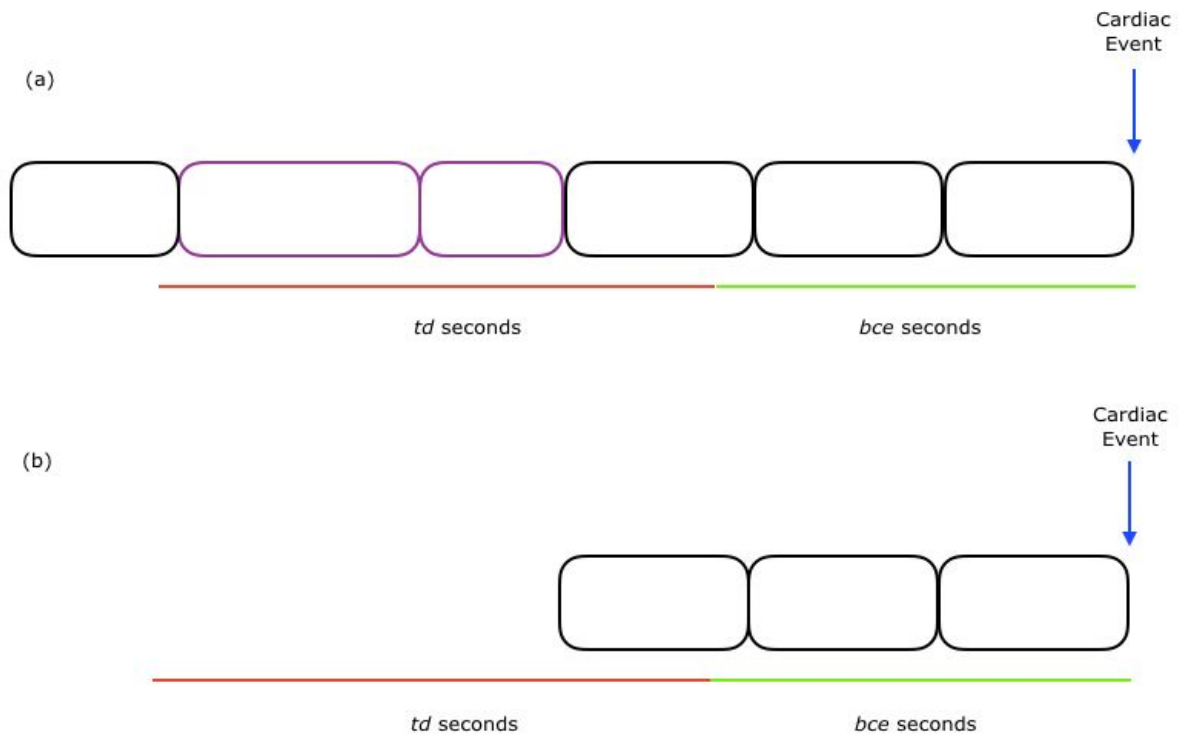 Cardiac
Event
(a)
td seconds
bce seconds
Cardiac
Event
(b)
td seconds
bce seconds